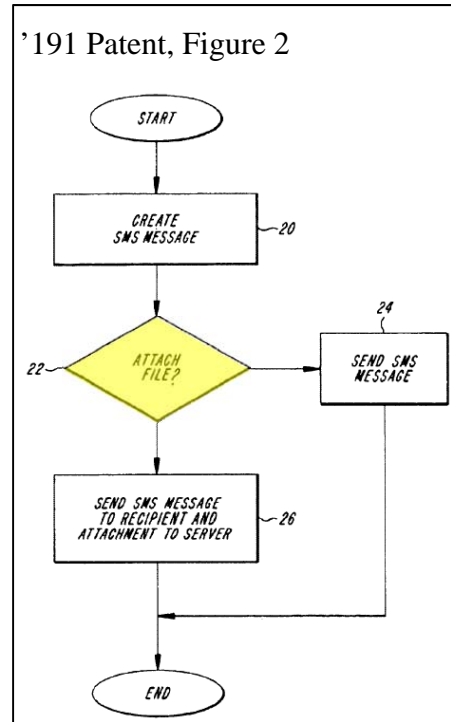 ’191 Patent, Figure 2
START
CREATE
SMS MESSAGE
20
22
ATTACH
FILE?
24
SEND SMS
MESSAGE
SEND SMS MESSAGE
TO RECIPIENT AND
ATTACHMENT TO SERVER
26
END